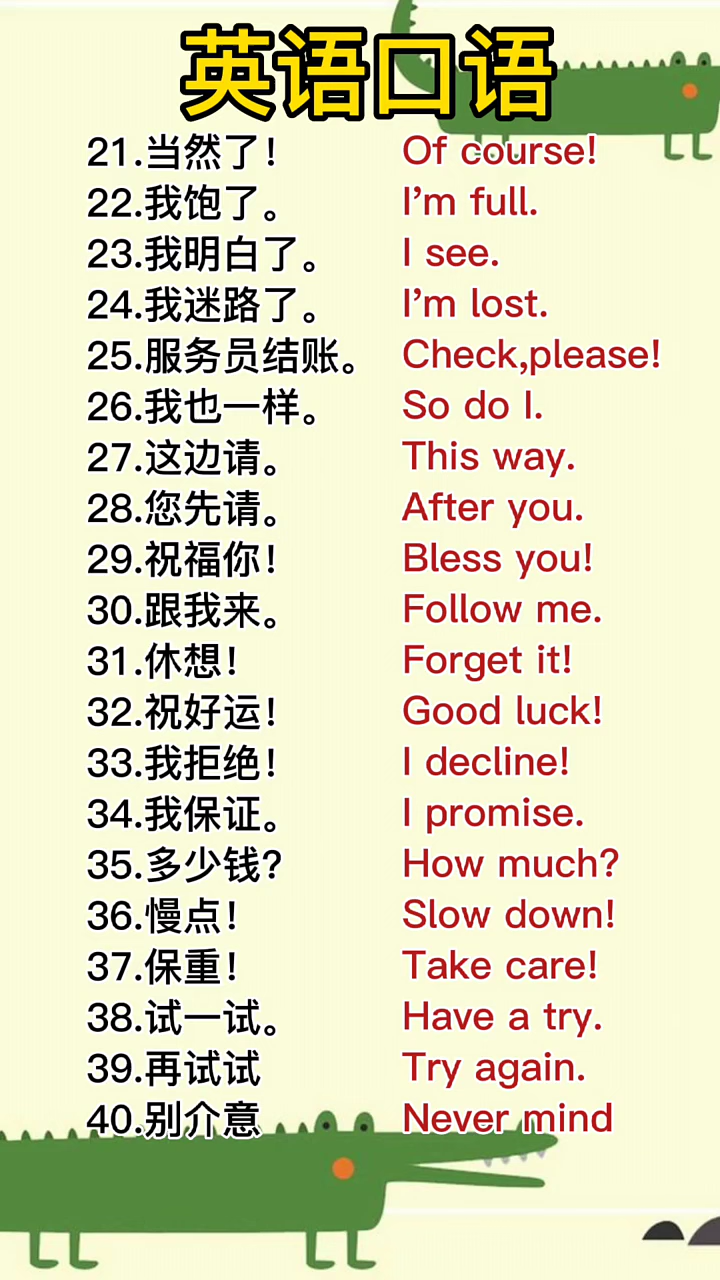 英语口语
21.当然了! Of course!
22.我饱了。 I'm full.
23.我明白了。 I see.
24.我迷路了。 I'm lost.
25.服务员结账。 Check,please!
26.我也一样。 So do I.
27.这边请。 This way.
28.您先请。 After you.
29.祝福你! Bless you!
30.跟我来。 Follow me.
31.休想! Forget it!
32.祝好运! Good luck!
33.我拒绝! I decline!
34.我保证。 I promise.
35.多少钱? How much?
36.慢点! Slow down!
37.保重! Take care!
38.试一试。 Have a try.
39.再试试 Try again.
40.别介意 Never mind